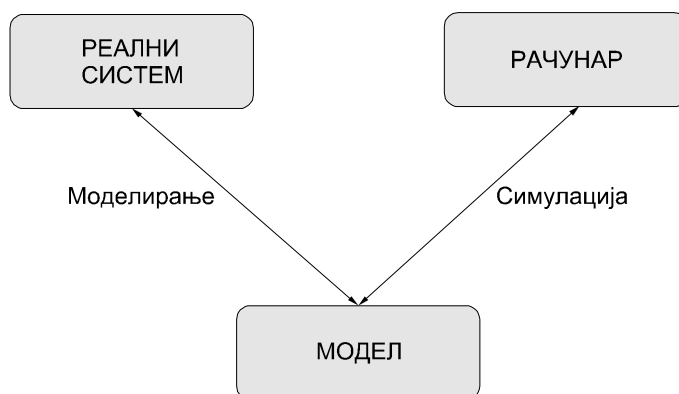 РЕАЛНИ
СИСТЕМ
РАЧУНАР
Моделирање
Симулација
МОДЕЛ